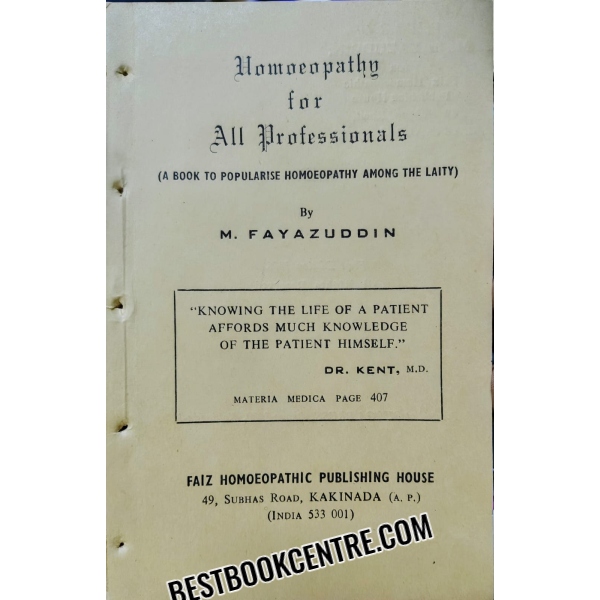 Homoeopathy
for
All Professionals
(A BOOK TO POPULARISE HOMOEOPATHY AMONG THE LAITY)
By
M. FAYAZUDDIN
"KNOWING THE LIFE OF A PATIENT
AFFORDS MUCH KNOWLEDGE
OF THE PATIENT HIMSELF."
DR. KENT, M.D.
MATERIA MEDICA PAGE 407
FAIZ HOMOEOPATHIC PUBLISHING HOUSE
49, SUBHAS ROAD, KAKINADA (A. P.)
(INDIA 533 001)
BESTBOOKCENTRE.COM